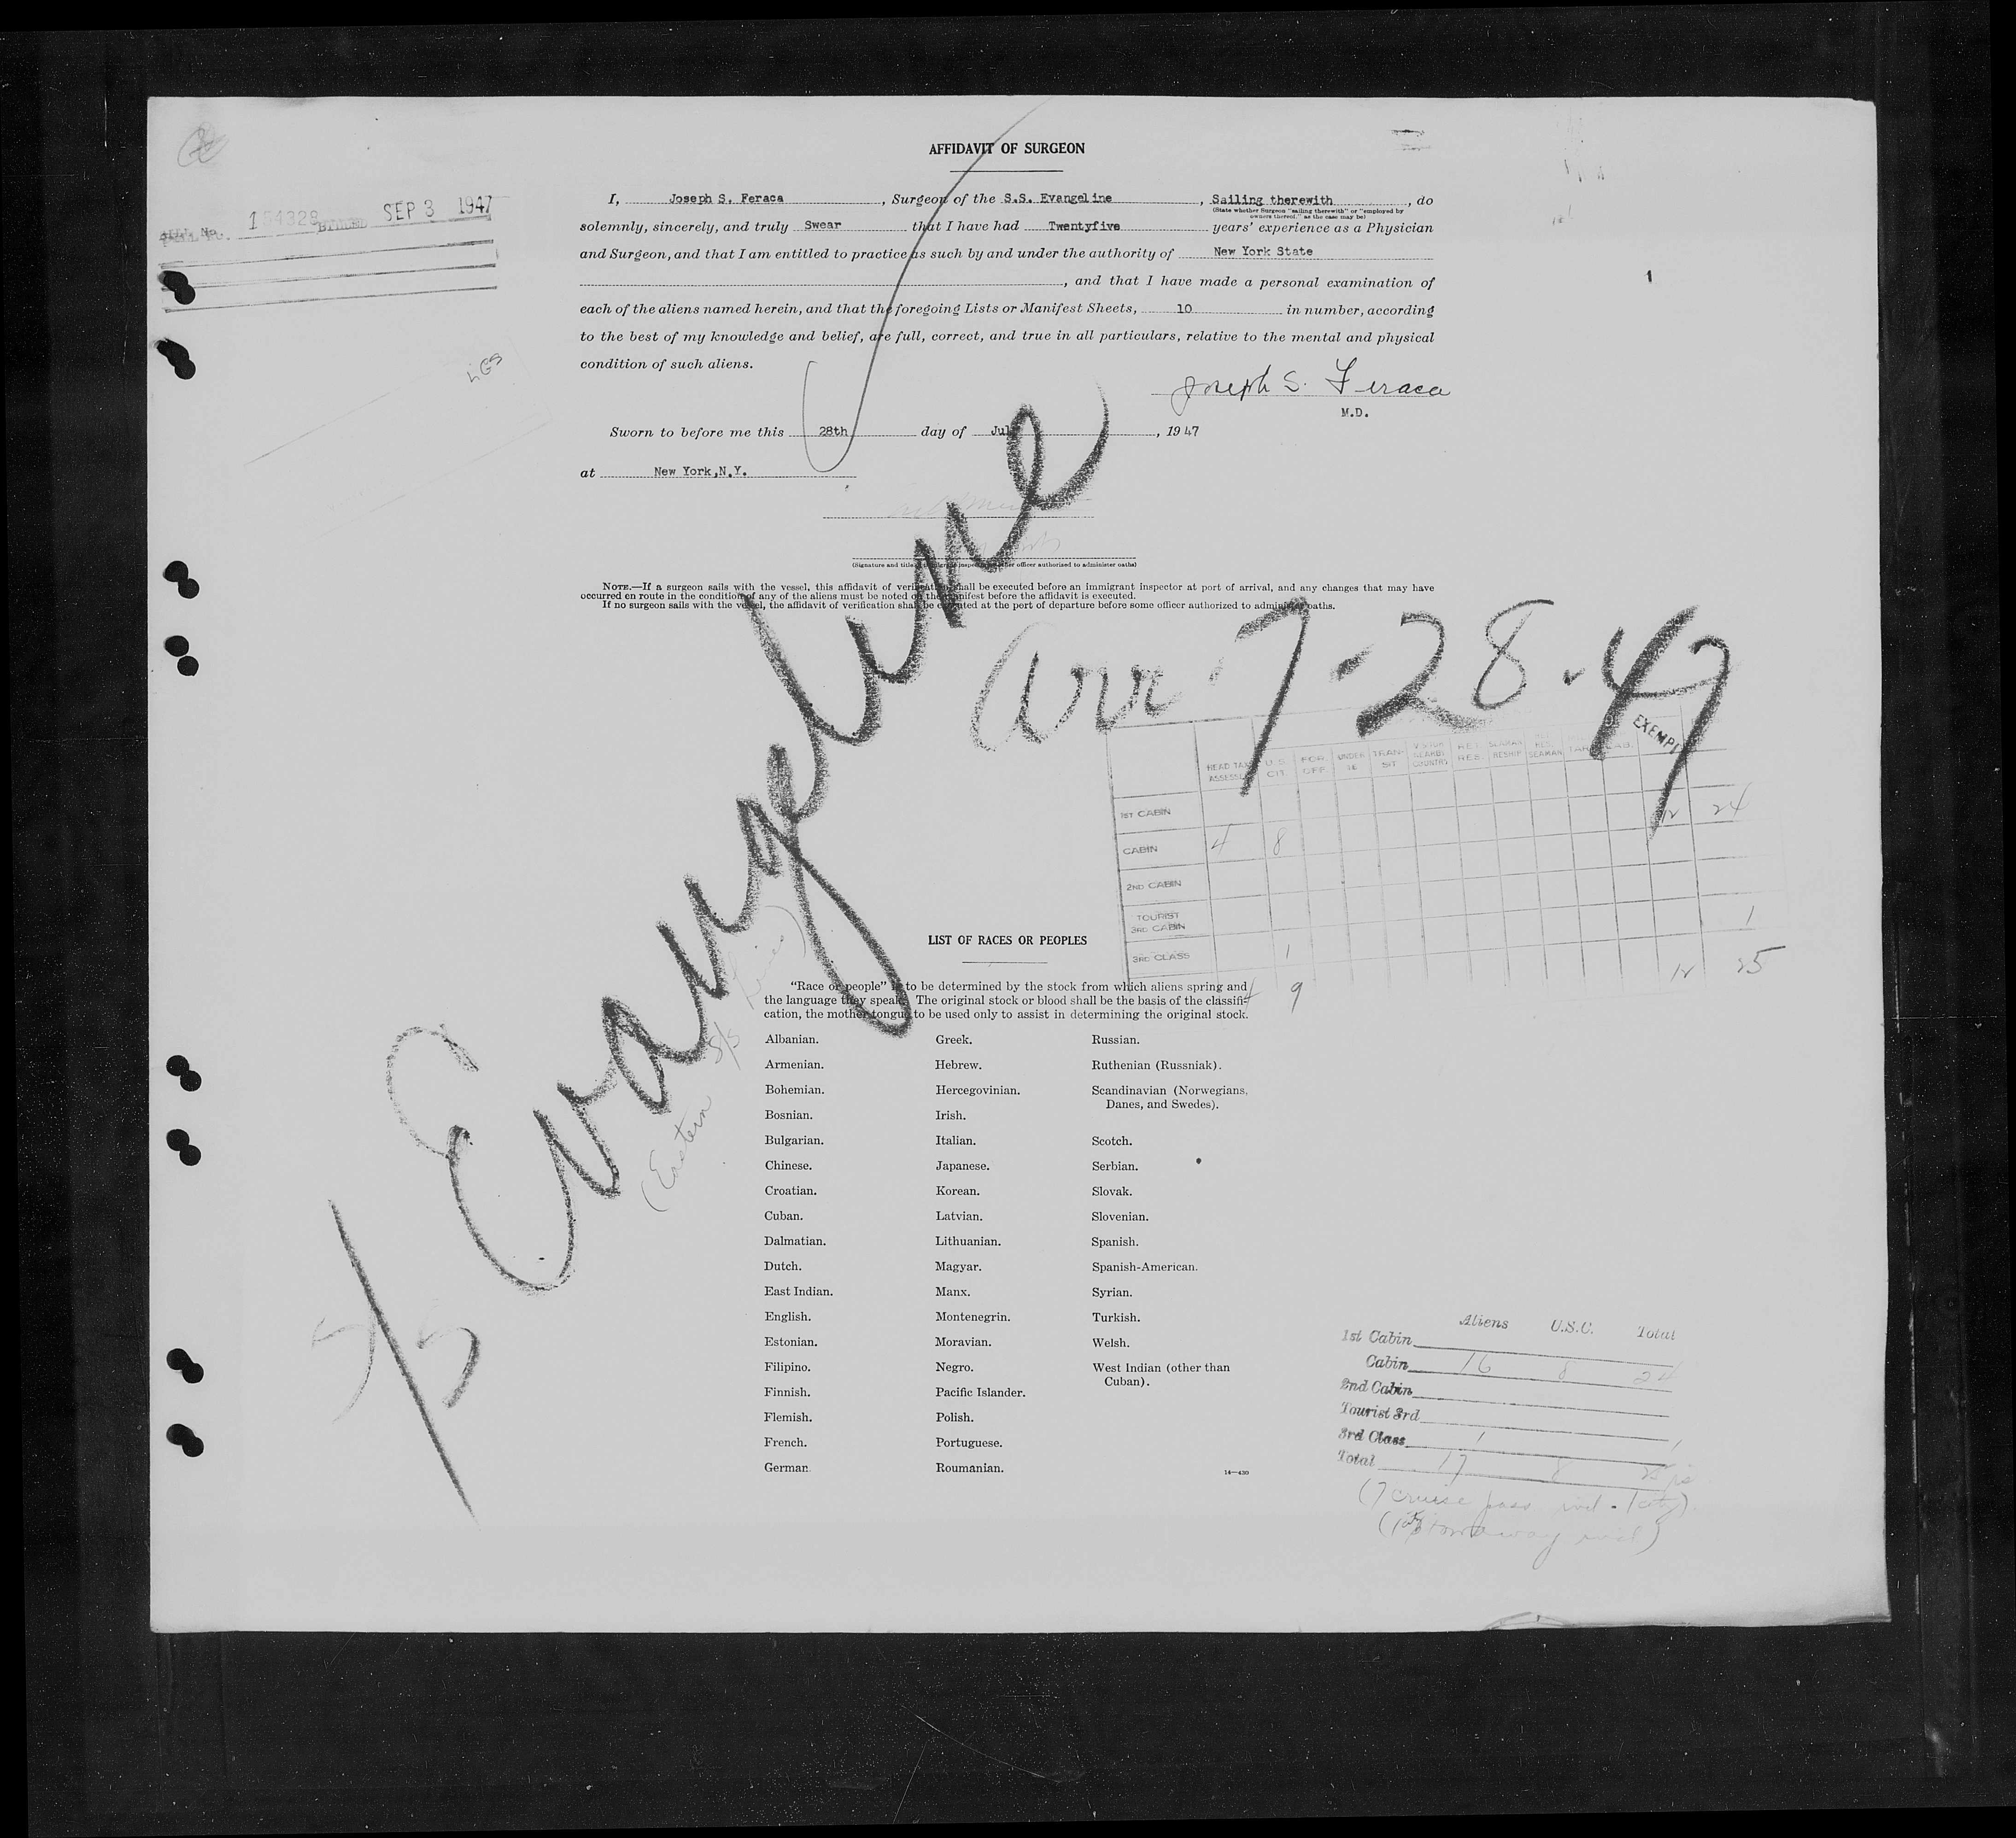 AFFIDAVIT OF SURGEON
I, Joseph S. Feraca, Surgeon of the S.S. Evangeline, Sailing therewith, do
(State whether Surgeon "sailing therewith" or "employed by
owners thereof," as the case may be)
solemnly, sincerely, and truly Swear that I have had Twentyfive years' experience as a Physician
and Surgeon, and that I am entitled to practice as such by and under the authority of New York State
, and that I have made a personal examination of
each of the aliens named herein, and that the foregoing Lists or Manifest Sheets, 10 in number, according
to the best of my knowledge and belief, are full, correct, and true in all particulars, relative to the mental and physical
condition of such aliens.
Joseph S. Feraca
M.D.
Sworn to before me this 28th day of July, 1947
at New York, N.Y.
(Signature and title of immigrant inspector or other officer authorized to administer oaths)
NOTE.—If a surgeon sails with the vessel, this affidavit of verification shall be executed before an immigrant inspector at port of arrival, and any changes that may have
occurred en route in the condition of any of the aliens must be noted on the manifest before the affidavit is executed.
If no surgeon sails with the vessel, the affidavit of verification shall be executed at the port of departure before some officer authorized to administer oaths.
BILL No. 154328 BILLED SEP 3 1947
LGS
S/S Evangeline
(Eastern S/S Lines)
arr 7-28-47
HEAD TAX ASSESSED U.S. CIT. FOR. OFF. UNDER 16 TRANSIT VISITOR NEARBY COUNTRY RET. RES. EXEMPT
1ST CABIN 12 24
CABIN 4 8
2ND CABIN
TOURIST
3RD CABIN 1
3RD CLASS 1
4 9 12 25
LIST OF RACES OR PEOPLES
"Race or people" is to be determined by the stock from which aliens spring and
the language they speak. The original stock or blood shall be the basis of the classifi-
cation, the mother tongue to be used only to assist in determining the original stock.
Albanian.
Armenian.
Bohemian.
Bosnian.
Bulgarian.
Chinese.
Croatian.
Cuban.
Dalmatian.
Dutch.
East Indian.
English.
Estonian.
Filipino.
Finnish.
Flemish.
French.
German.
Greek.
Hebrew.
Hercegovinian.
Irish.
Italian.
Japanese.
Korean.
Latvian.
Lithuanian.
Magyar.
Manx.
Montenegrin.
Moravian.
Negro.
Pacific Islander.
Polish.
Portuguese.
Roumanian.
Russian.
Ruthenian (Russniak).
Scandinavian (Norwegians,
Danes, and Swedes).
Scotch.
Serbian.
Slovak.
Slovenian.
Spanish.
Spanish-American.
Syrian.
Turkish.
Welsh.
West Indian (other than
Cuban).
14—430
Aliens U.S.C. Total
1st Cabin
Cabin 16 8 24
2nd Cabin
Tourist 3rd
3rd Class 1 1
Total 17 8 25
(7 cruise pass incl.
stowaway incl)